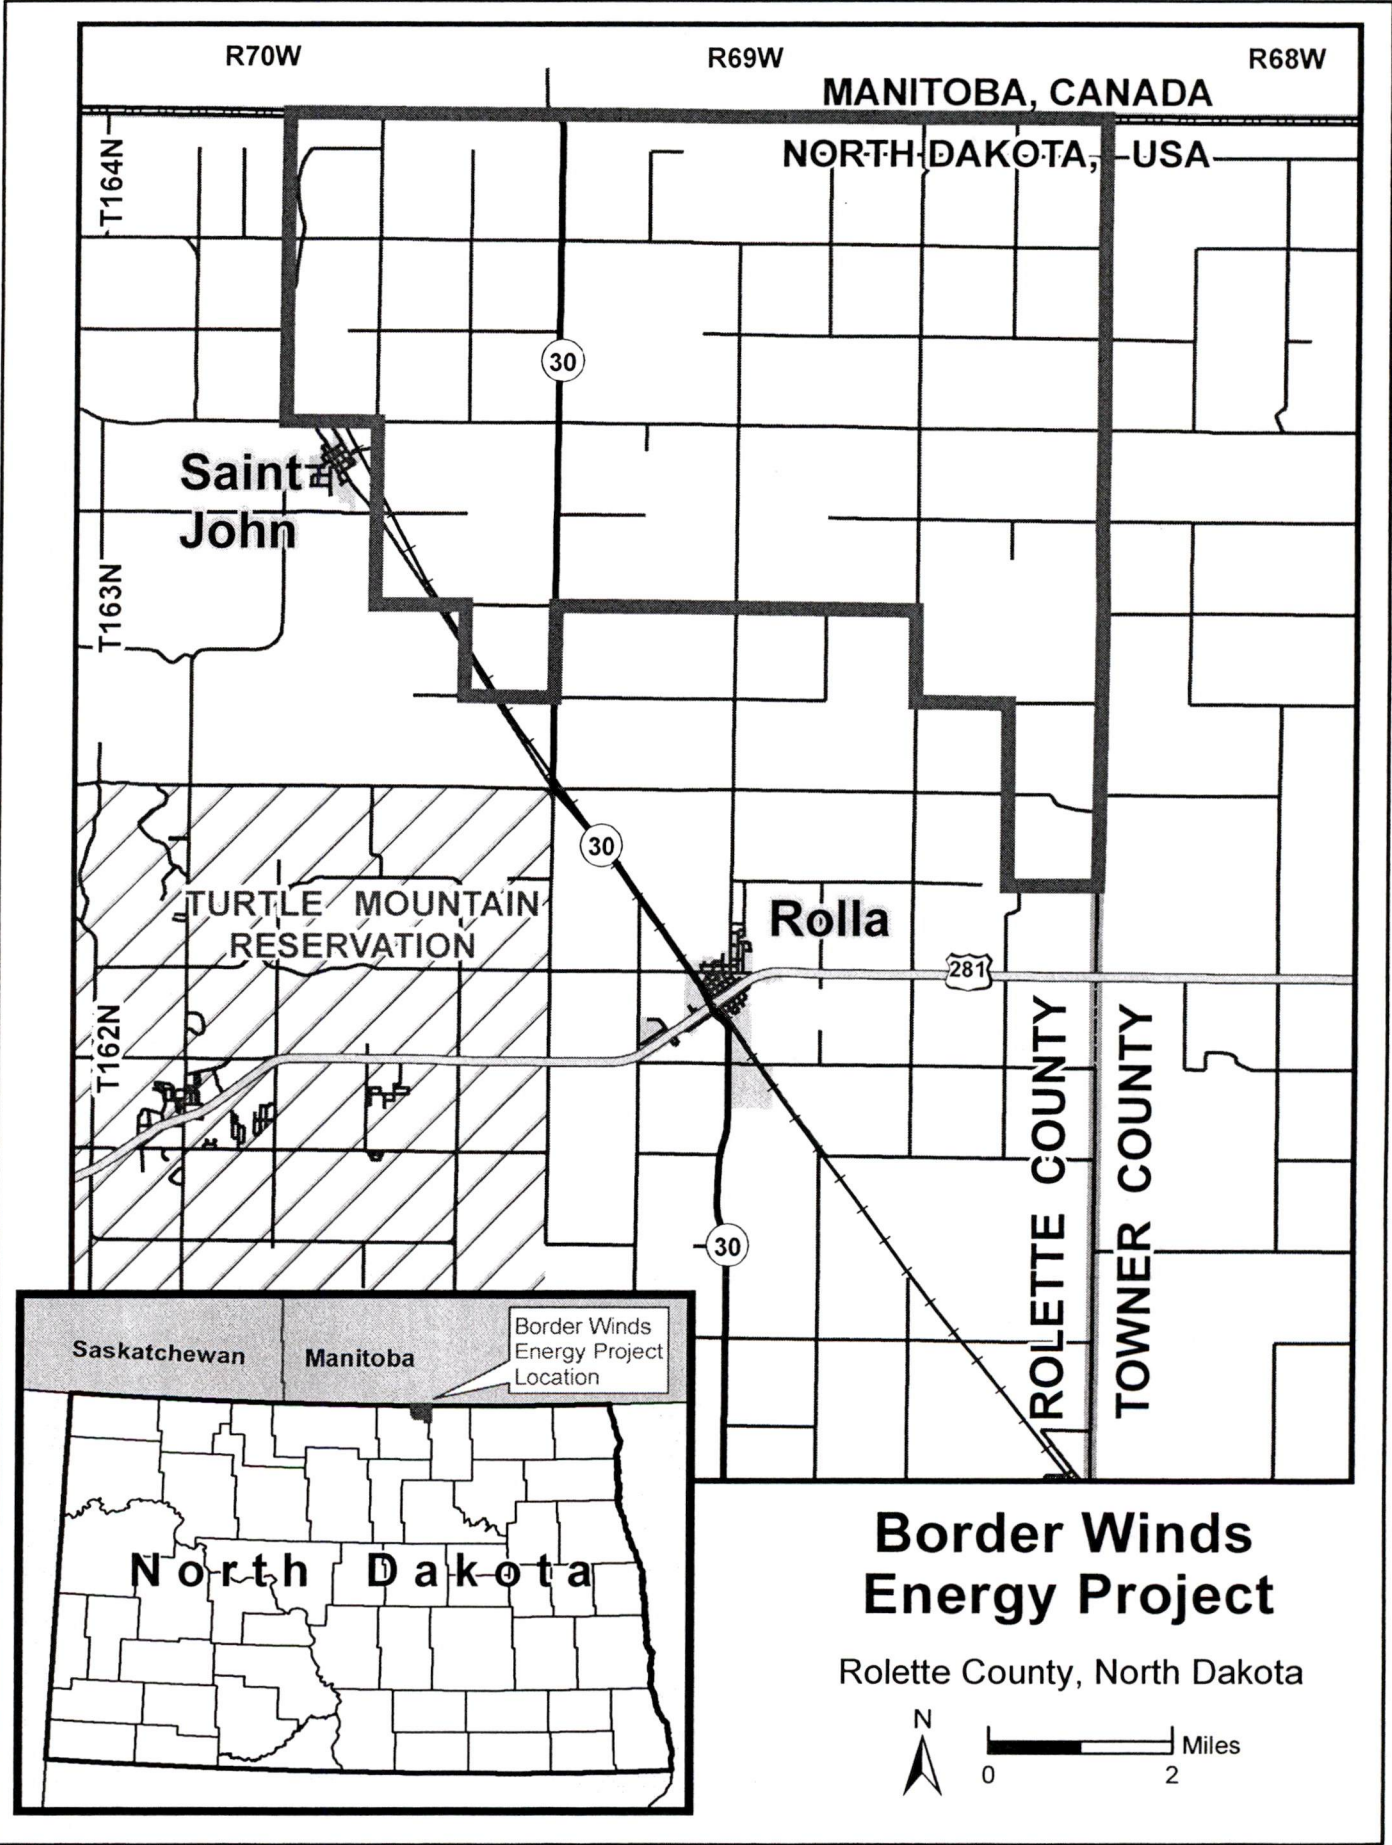 R70W
R69W
R68W
MANITOBA, CANADA
NORTH DAKOTA, USA
T164N
30
Saint
John
T163N
30
TURTLE MOUNTAIN
RESERVATION
Rolla
281
T162N
ROLETTE COUNTY
TOWNER COUNTY
30
Saskatchewan
Manitoba
Border Winds
Energy Project
Location
North Dakota
Border Winds
Energy Project
Rolette County, North Dakota
N
Miles
0
2